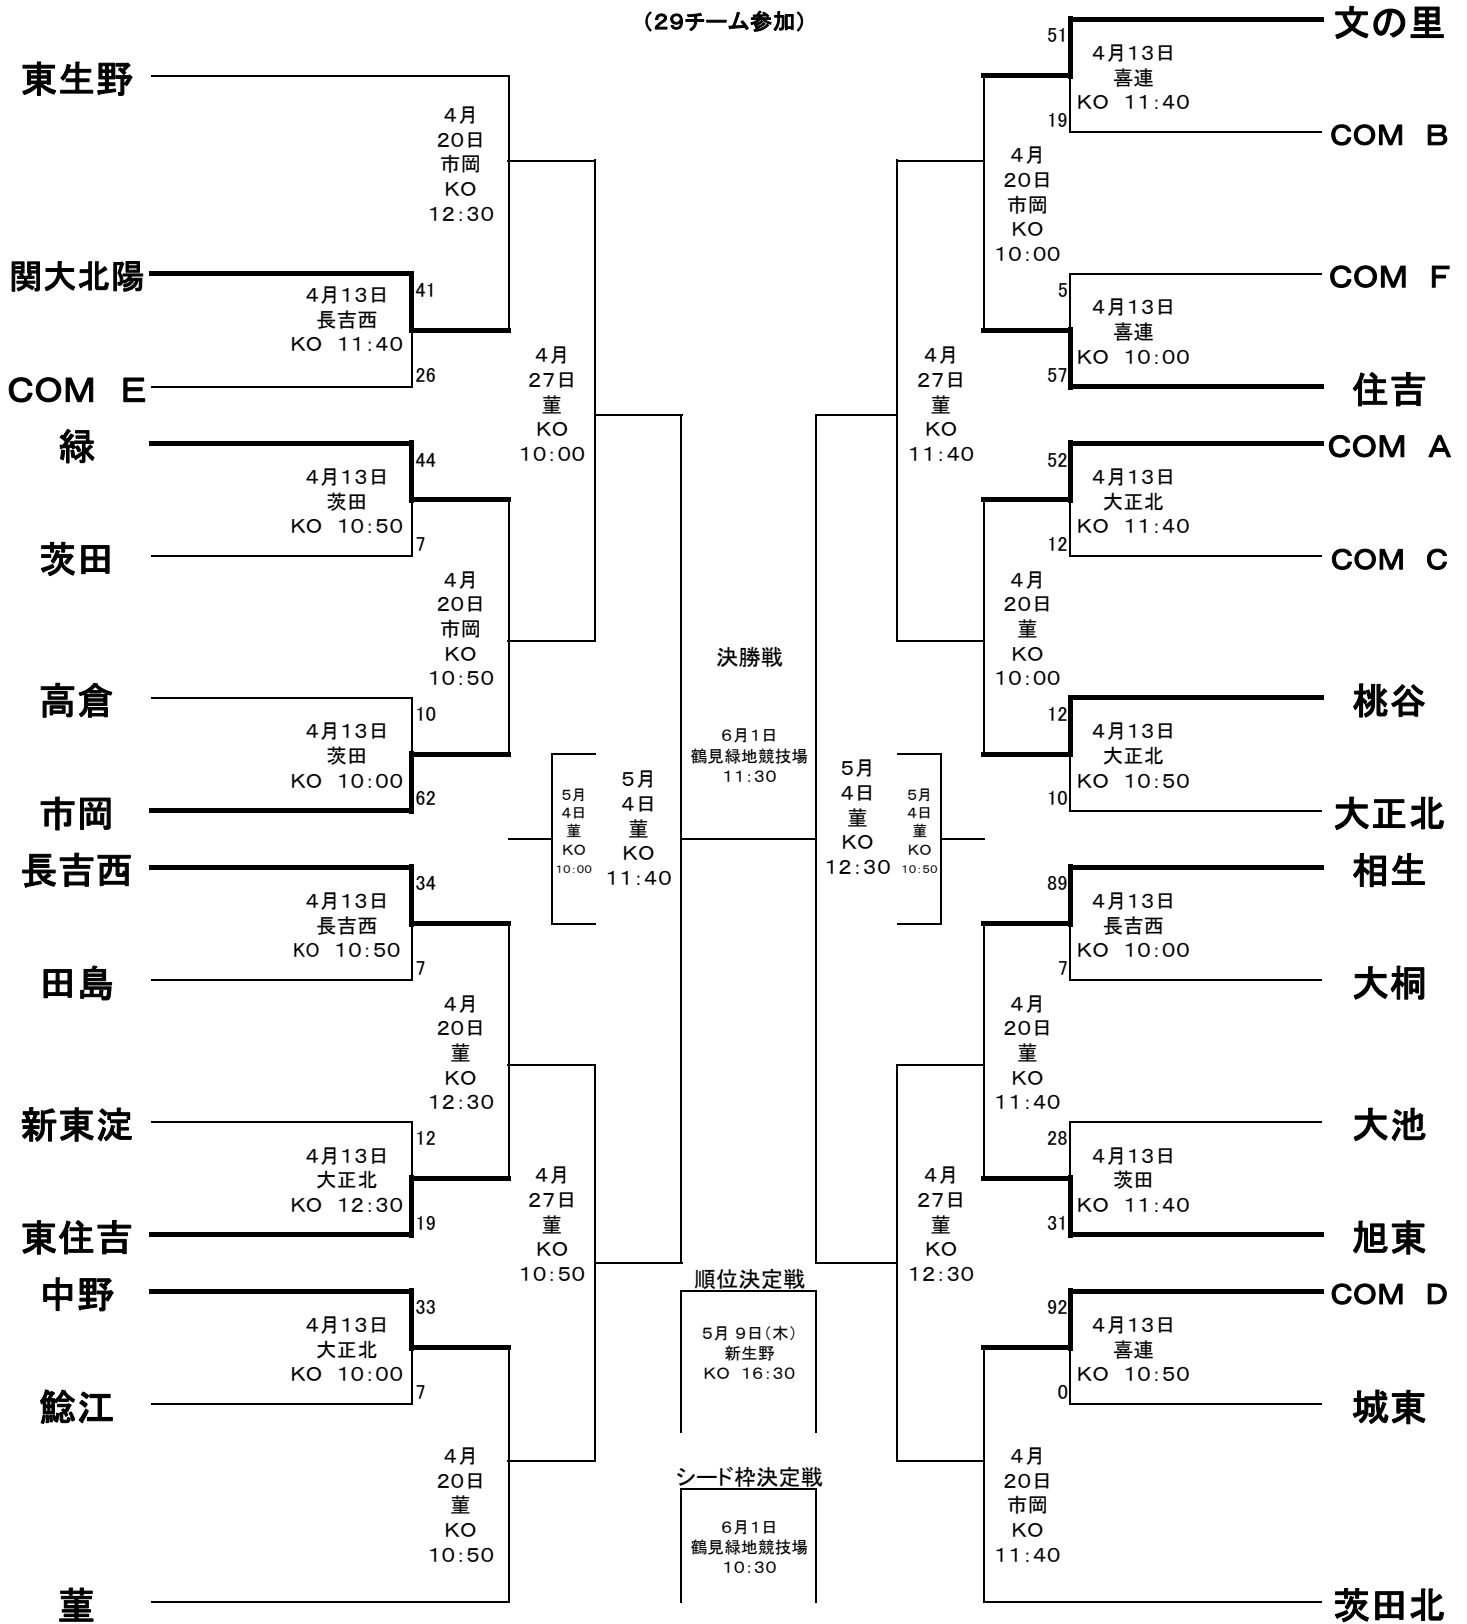 (29チーム参加)
東生野
4月
20日
市岡
KO
12:30
関大北陽
4月13日
長吉西
KO 11:40
41
26
COM E
緑
4月13日
茨田
KO 10:50
44
7
茨田
4月
27日
菫
KO
10:00
4月
20日
市岡
KO
10:50
高倉
4月13日
茨田
KO 10:00
10
62
市岡
長吉西
4月13日
長吉西
KO 10:50
34
7
田島
5月
4日
菫
KO
10:00
5月
4日
菫
KO
11:40
4月
20日
菫
KO
12:30
新東淀
4月13日
大正北
KO 12:30
12
19
東住吉
中野
4月13日
大正北
KO 10:00
33
7
鯰江
4月
27日
菫
KO
10:50
4月
20日
菫
KO
10:50
菫
決勝戦
6月1日
鶴見緑地競技場
11:30
順位決定戦
5月 9日(木)
新生野
KO 16:30
シード枠決定戦
6月1日
鶴見緑地競技場
10:30
文の里
51
4月13日
喜連
KO 11:40
19
COM B
4月
20日
市岡
KO
10:00
COM F
5
4月13日
喜連
KO 10:00
57
住吉
4月
27日
菫
KO
11:40
COM A
52
4月13日
大正北
KO 11:40
12
COM C
4月
20日
菫
KO
10:00
桃谷
12
4月13日
大正北
KO 10:50
10
大正北
5月
4日
菫
KO
12:30
5月
4日
菫
KO
10:50
相生
89
4月13日
長吉西
KO 10:00
7
大桐
4月
20日
菫
KO
11:40
大池
28
4月13日
茨田
KO 11:40
31
旭東
4月
27日
菫
KO
12:30
COM D
92
4月13日
喜連
KO 10:50
0
城東
4月
20日
市岡
KO
11:40
茨田北